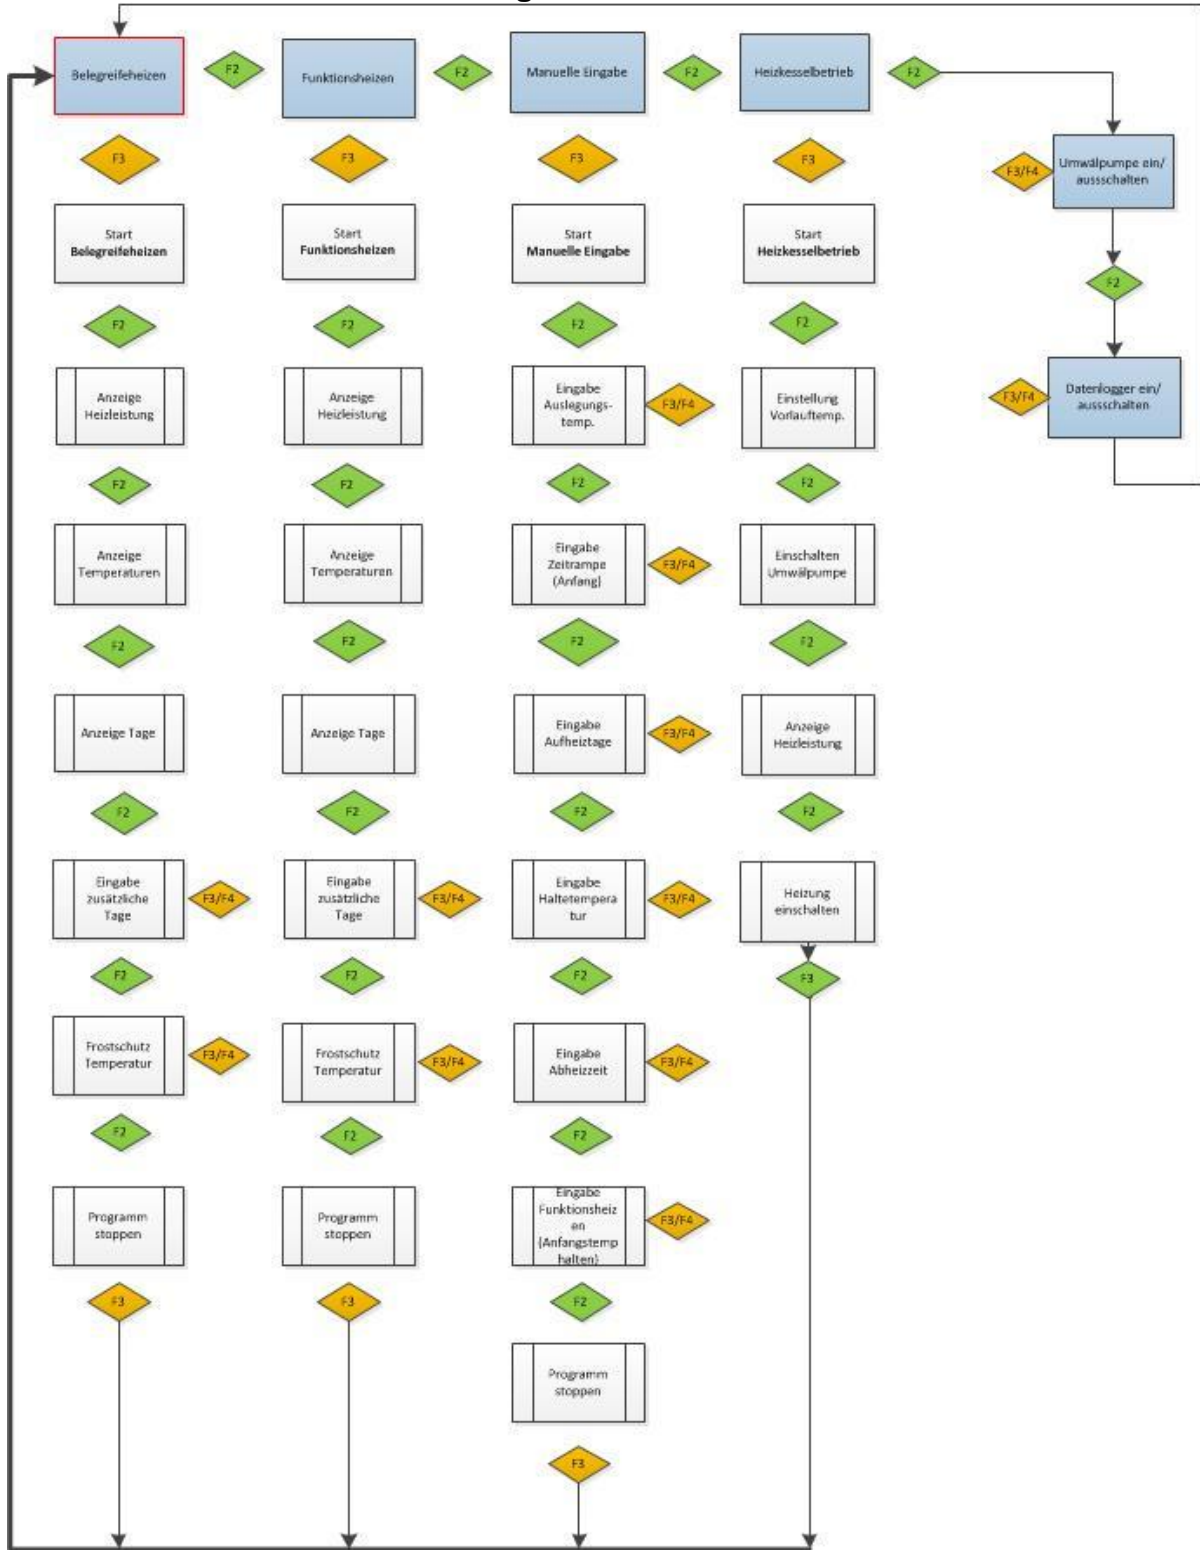 Belegreifeheizen
F2
Funktionsheizen
F2
Manuelle Eingabe
F2
Heizkesselbetrieb
F2
F3
F3
F3
F3
F3/F4
Umwälpumpe ein/
aussschalten
Start
Belegreifeheizen
Start
Funktionsheizen
Start
Manuelle Eingabe
Start
Heizkesselbetrieb
F2
F2
F2
F2
F2
Anzeige
Heizleistung
Anzeige
Heizleistung
Eingabe
Auslegungs-
temp.
F3/F4
Einstellung
Vorlauftemp.
F3/F4
Datenlogger ein/
aussschalten
F2
F2
F2
F2
Anzeige
Temperaturen
Anzeige
Temperaturen
Eingabe
Zeitrampe
(Anfang)
F3/F4
Einschalten
Umwälpumpe
F2
F2
F2
F2
Anzeige Tage
Anzeige Tage
Eingabe
Aufheiztage
F3/F4
Anzeige
Heizleistung
F2
F2
F2
F2
Eingabe
zusätzliche
Tage
F3/F4
Eingabe
zusätzliche
Tage
F3/F4
Eingabe
Haltetempera
tur
F3/F4
Heizung
einschalten
F2
F2
F2
F3
Frostschutz
Temperatur
F3/F4
Frostschutz
Temperatur
F3/F4
Eingabe
Abheizzeit
F3/F4
F2
F2
F2
Programm
stoppen
Programm
stoppen
Eingabe
Funktionsheiz
en
(Anfangstemp
halten)
F3/F4
F3
F3
F2
Programm
stoppen
F3